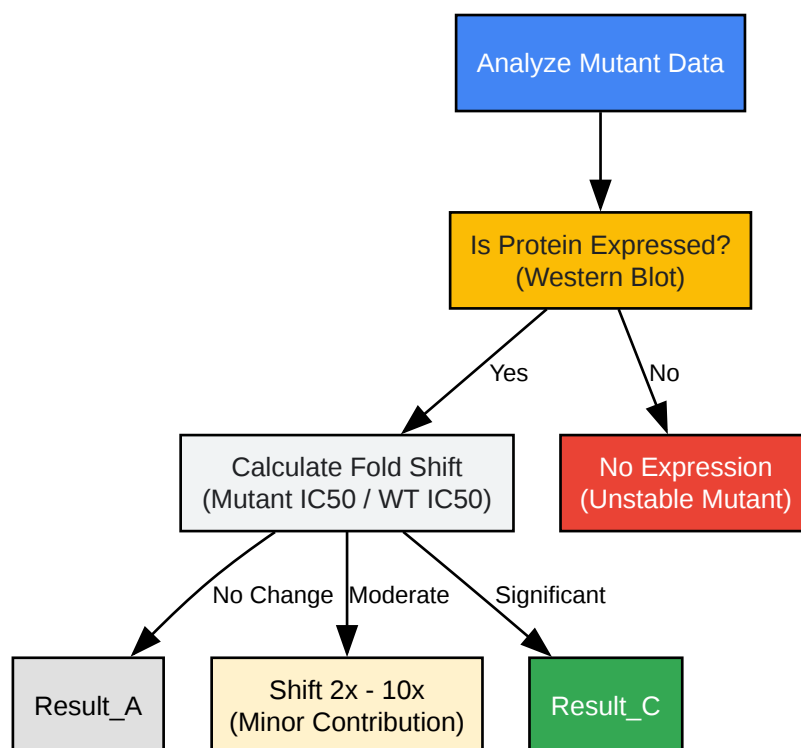 Analyze Mutant Data
Is Protein Expressed?
(Western Blot)
Yes
No
Calculate Fold Shift
(Mutant IC50 / WT IC50)
No Expression
(Unstable Mutant)
No Change
Moderate
Significant
Result_A
Shift 2x - 10x
(Minor Contribution)
Result_C